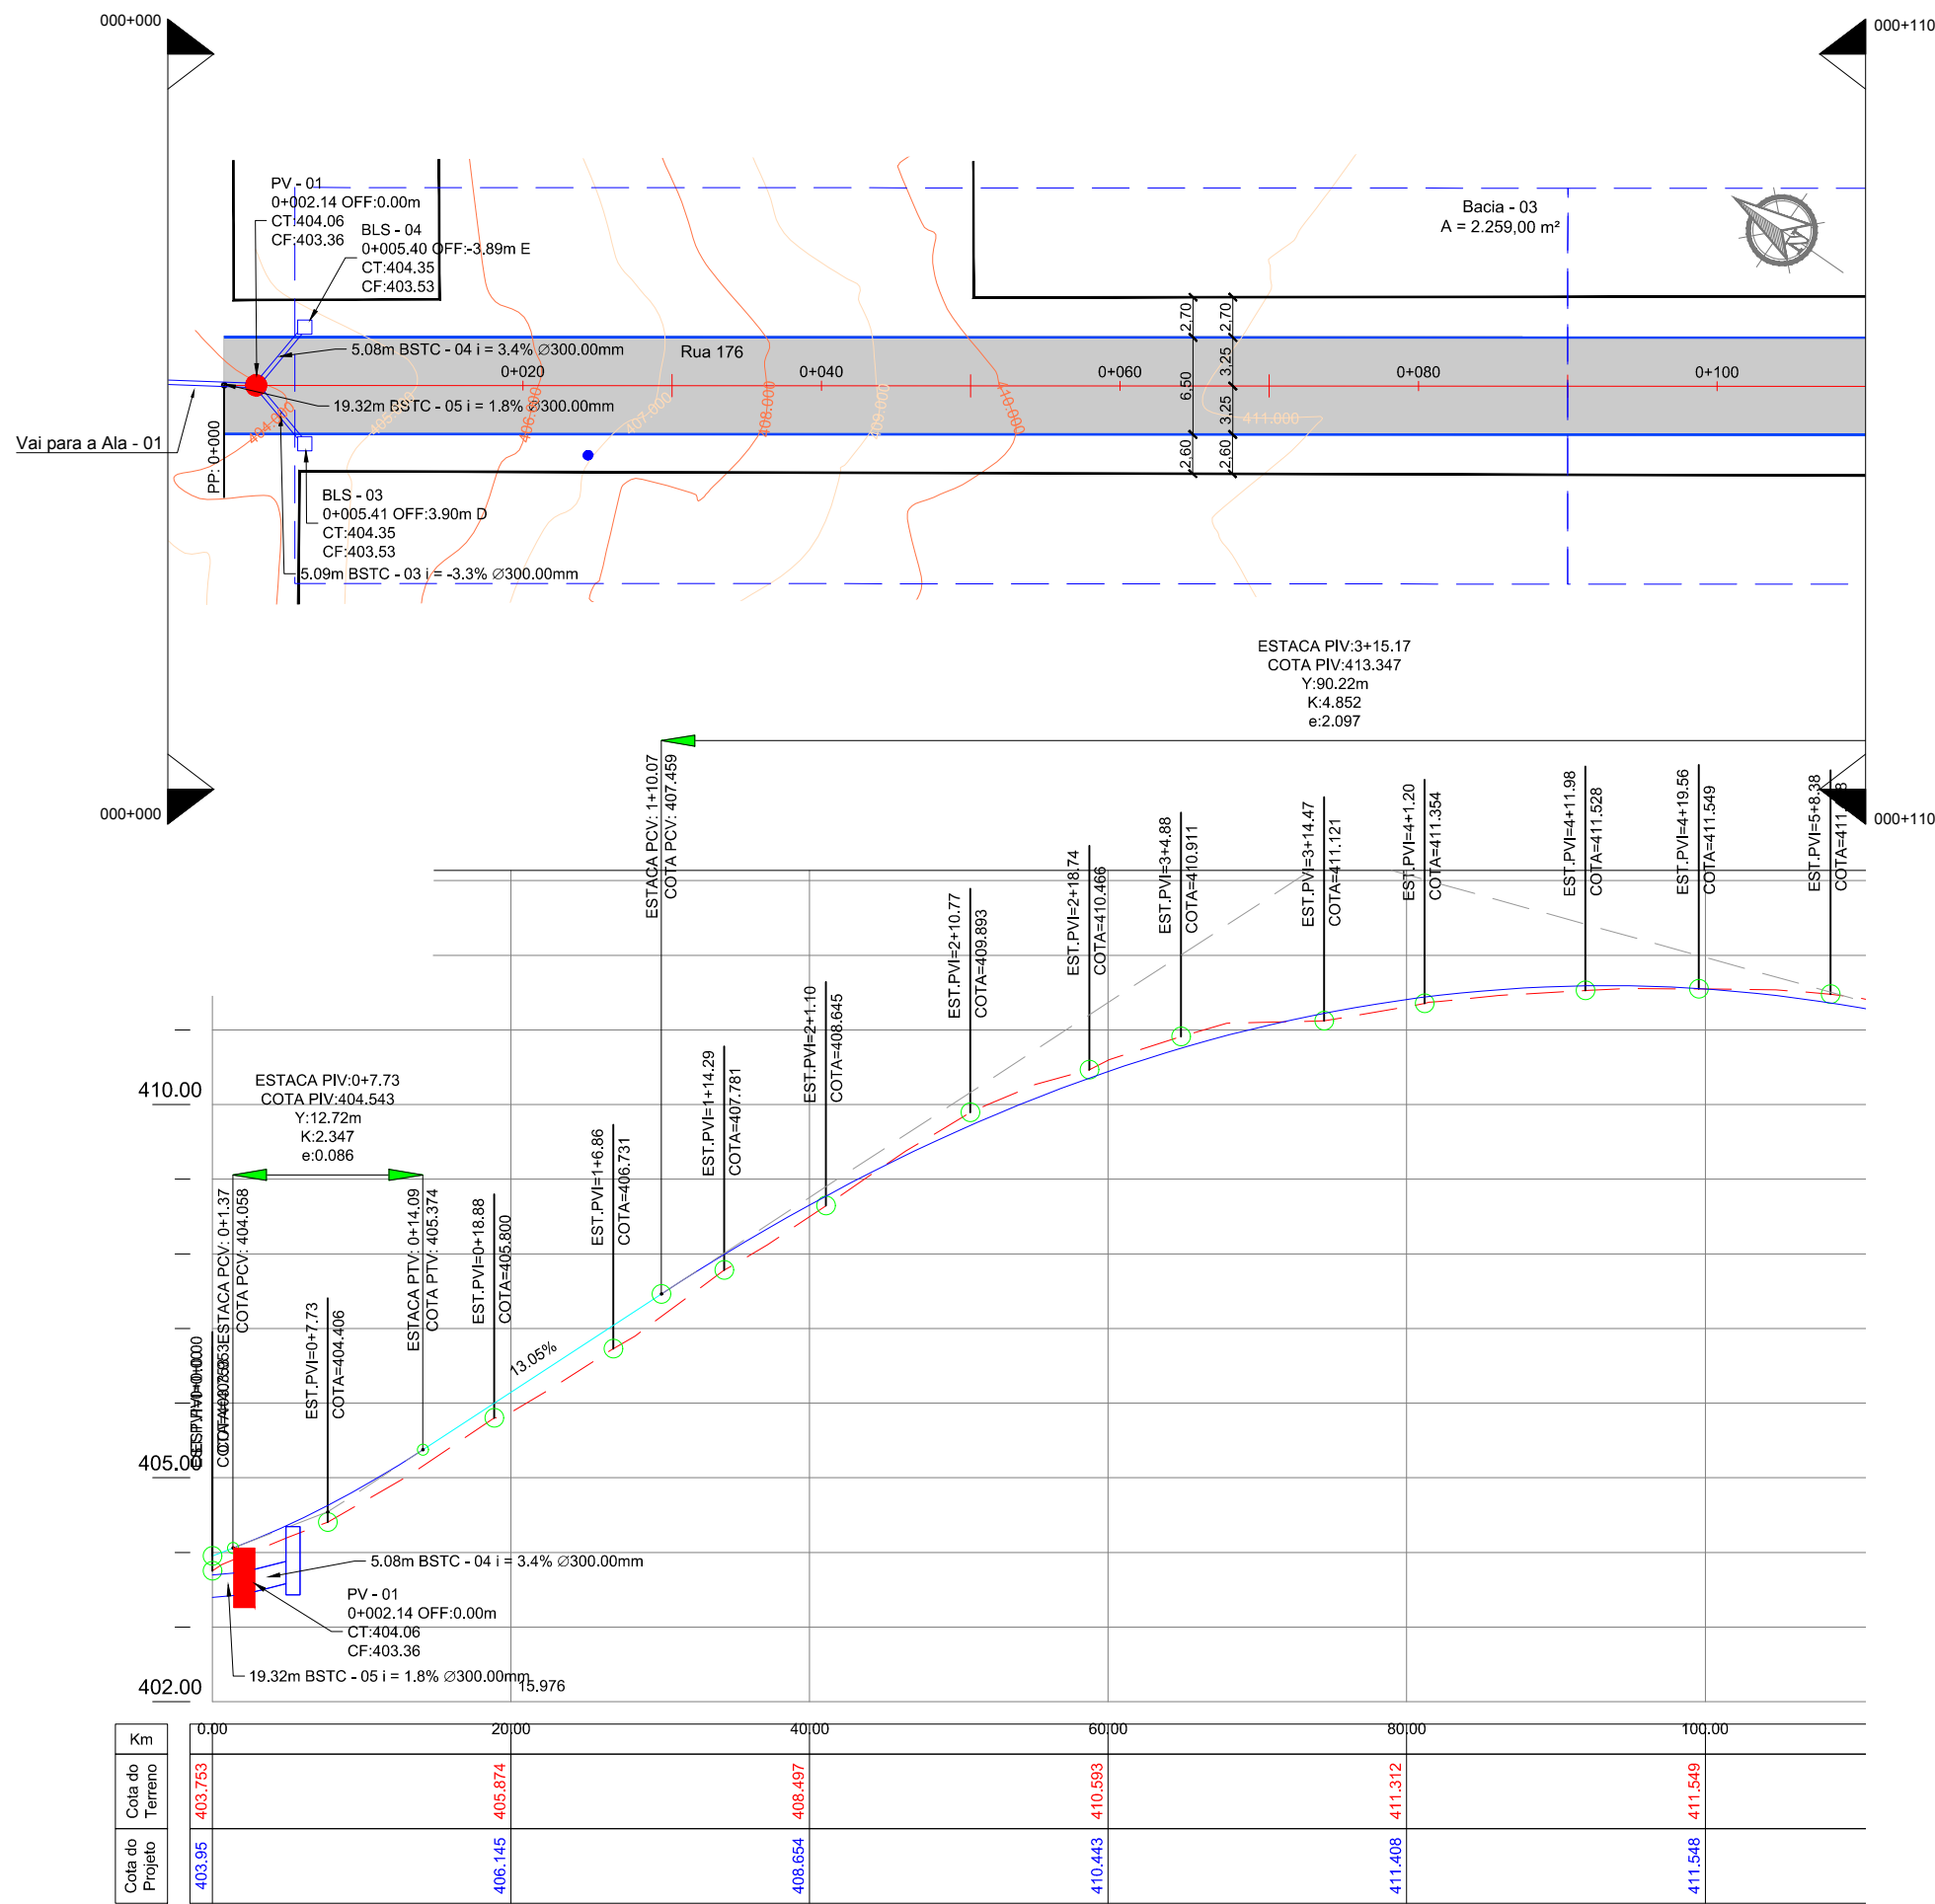 000+000
000+110
PV - 01
0+002.14 OFF:0.00m
CT:404.06
CF:403.36
BLS - 04
0+005.40 OFF:-3.89m E
CT:404.35
CF:403.53
Bacia - 03
A = 2.259,00 m²
5.08m BSTC - 04 i = 3.4% ∅300.00mm
Rua 176
0+020
0+040
0+060
0+080
0+100
2,70
2,70
6,50
3,25
3,25
2,60
2,60
19.32m BSTC - 05 i = 1.8% ∅300.00mm
404.000
406.000
407.000
408.000
409.000
410.000
411.000
Vai para a Ala - 01
PP: 0+000
BLS - 03
0+005.41 OFF:3.90m D
CT:404.35
CF:403.53
5.09m BSTC - 03 i = -3.3% ∅300.00mm
ESTACA PIV:3+15.17
COTA PIV:413.347
Y:90.22m
K:4.852
e:2.097
000+000
000+110
ESTACA PCV: 1+10.07
COTA PCV: 407.459
EST.PVI=2+10.77
COTA=409.893
EST.PVI=2+18.74
COTA=410.466
EST.PVI=3+4.88
COTA=410.911
EST.PVI=3+14.47
COTA=411.121
EST.PVI=4+1.20
COTA=411.354
EST.PVI=4+11.98
COTA=411.528
EST.PVI=4+19.56
COTA=411.549
EST.PVI=5+8.38
410.00
ESTACA PIV:0+7.73
COTA PIV:404.543
Y:12.72m
K:2.347
e:0.086
ESTACA PCV: 0+1.37
COTA PCV: 404.058
EST.PVI=0+7.73
COTA=404.406
ESTACA PTV: 0+14.09
COTA PTV: 405.374
EST.PVI=0+18.88
COTA=405.800
EST.PVI=1+6.86
COTA=406.731
EST.PVI=1+14.29
COTA=407.781
EST.PVI=2+1.10
COTA=408.645
13.05%
405.00
5.08m BSTC - 04 i = 3.4% ∅300.00mm
PV - 01
0+002.14 OFF:0.00m
CT:404.06
CF:403.36
19.32m BSTC - 05 i = 1.8% ∅300.00mm
15.976
402.00
Km
0.00
20.00
40.00
60.00
80.00
100.00
Cota do
Terreno
403.753
405.874
408.497
410.593
411.312
411.549
Cota do
Projeto
403.95
406.145
408.654
410.443
411.408
411.548